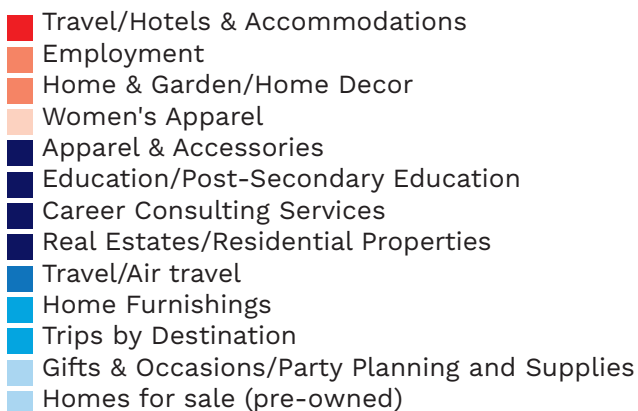 Travel/Hotels & Accommodations
Employment
Home & Garden/Home Decor
Women's Apparel
Apparel & Accessories
Education/Post-Secondary Education
Career Consulting Services
Real Estates/Residential Properties
Travel/Air travel
Home Furnishings
Trips by Destination
Gifts & Occasions/Party Planning and Supplies
Homes for sale (pre-owned)